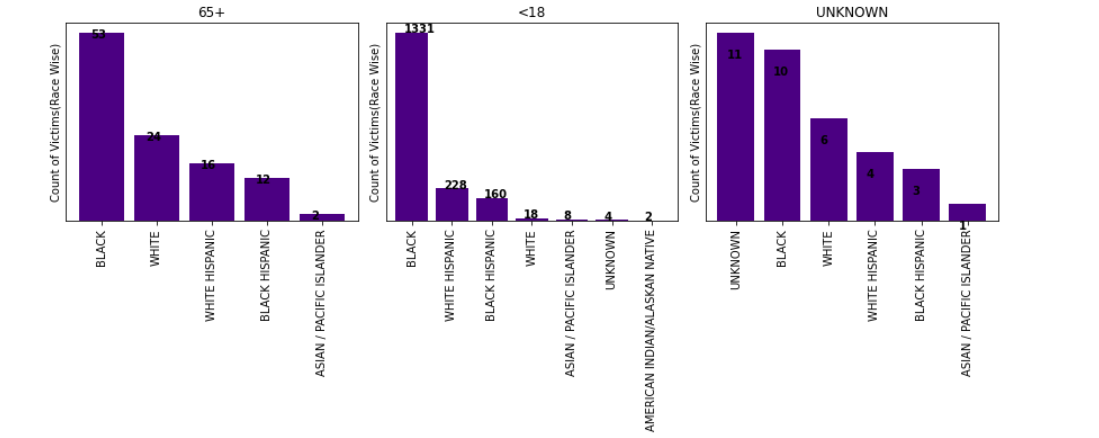 65+
Count of Victims(Race Wise)
53
24
16
12
2
BLACK
WHITE
WHITE HISPANIC
BLACK HISPANIC
ASIAN / PACIFIC ISLANDER
<18
Count of Victims(Race Wise)
1331
228
160
18
8
4
2
BLACK
WHITE HISPANIC
BLACK HISPANIC
WHITE
ASIAN / PACIFIC ISLANDER
UNKNOWN
AMERICAN INDIAN/ALASKAN NATIVE
UNKNOWN
Count of Victims(Race Wise)
11
10
6
4
3
1
UNKNOWN
BLACK
WHITE
WHITE HISPANIC
BLACK HISPANIC
ASIAN / PACIFIC ISLANDER